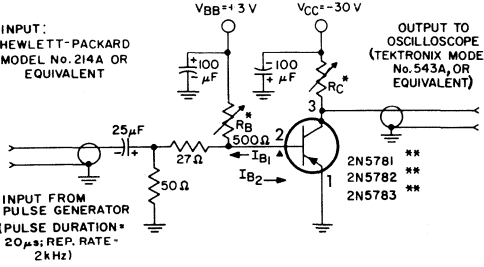 INPUT:
HEWLETT-PACKARD
MODEL No. 214A OR
EQUIVALENT
VBB=+3V
VCC=-30V
OUTPUT TO
OSCILLOSCOPE
(TEKTRONIX MODE
No. 543A, OR
EQUIVALENT)
+
100
μF
-100
μF
RB*
500Ω
RC*
3
2
1
25μF
- +
27Ω
50Ω
IB1
IB2
2N5781 **
2N5782 **
2N5783 **
INPUT FROM
PULSE GENERATOR
(PULSE DURATION=
20μs; REP. RATE-
2kHz)